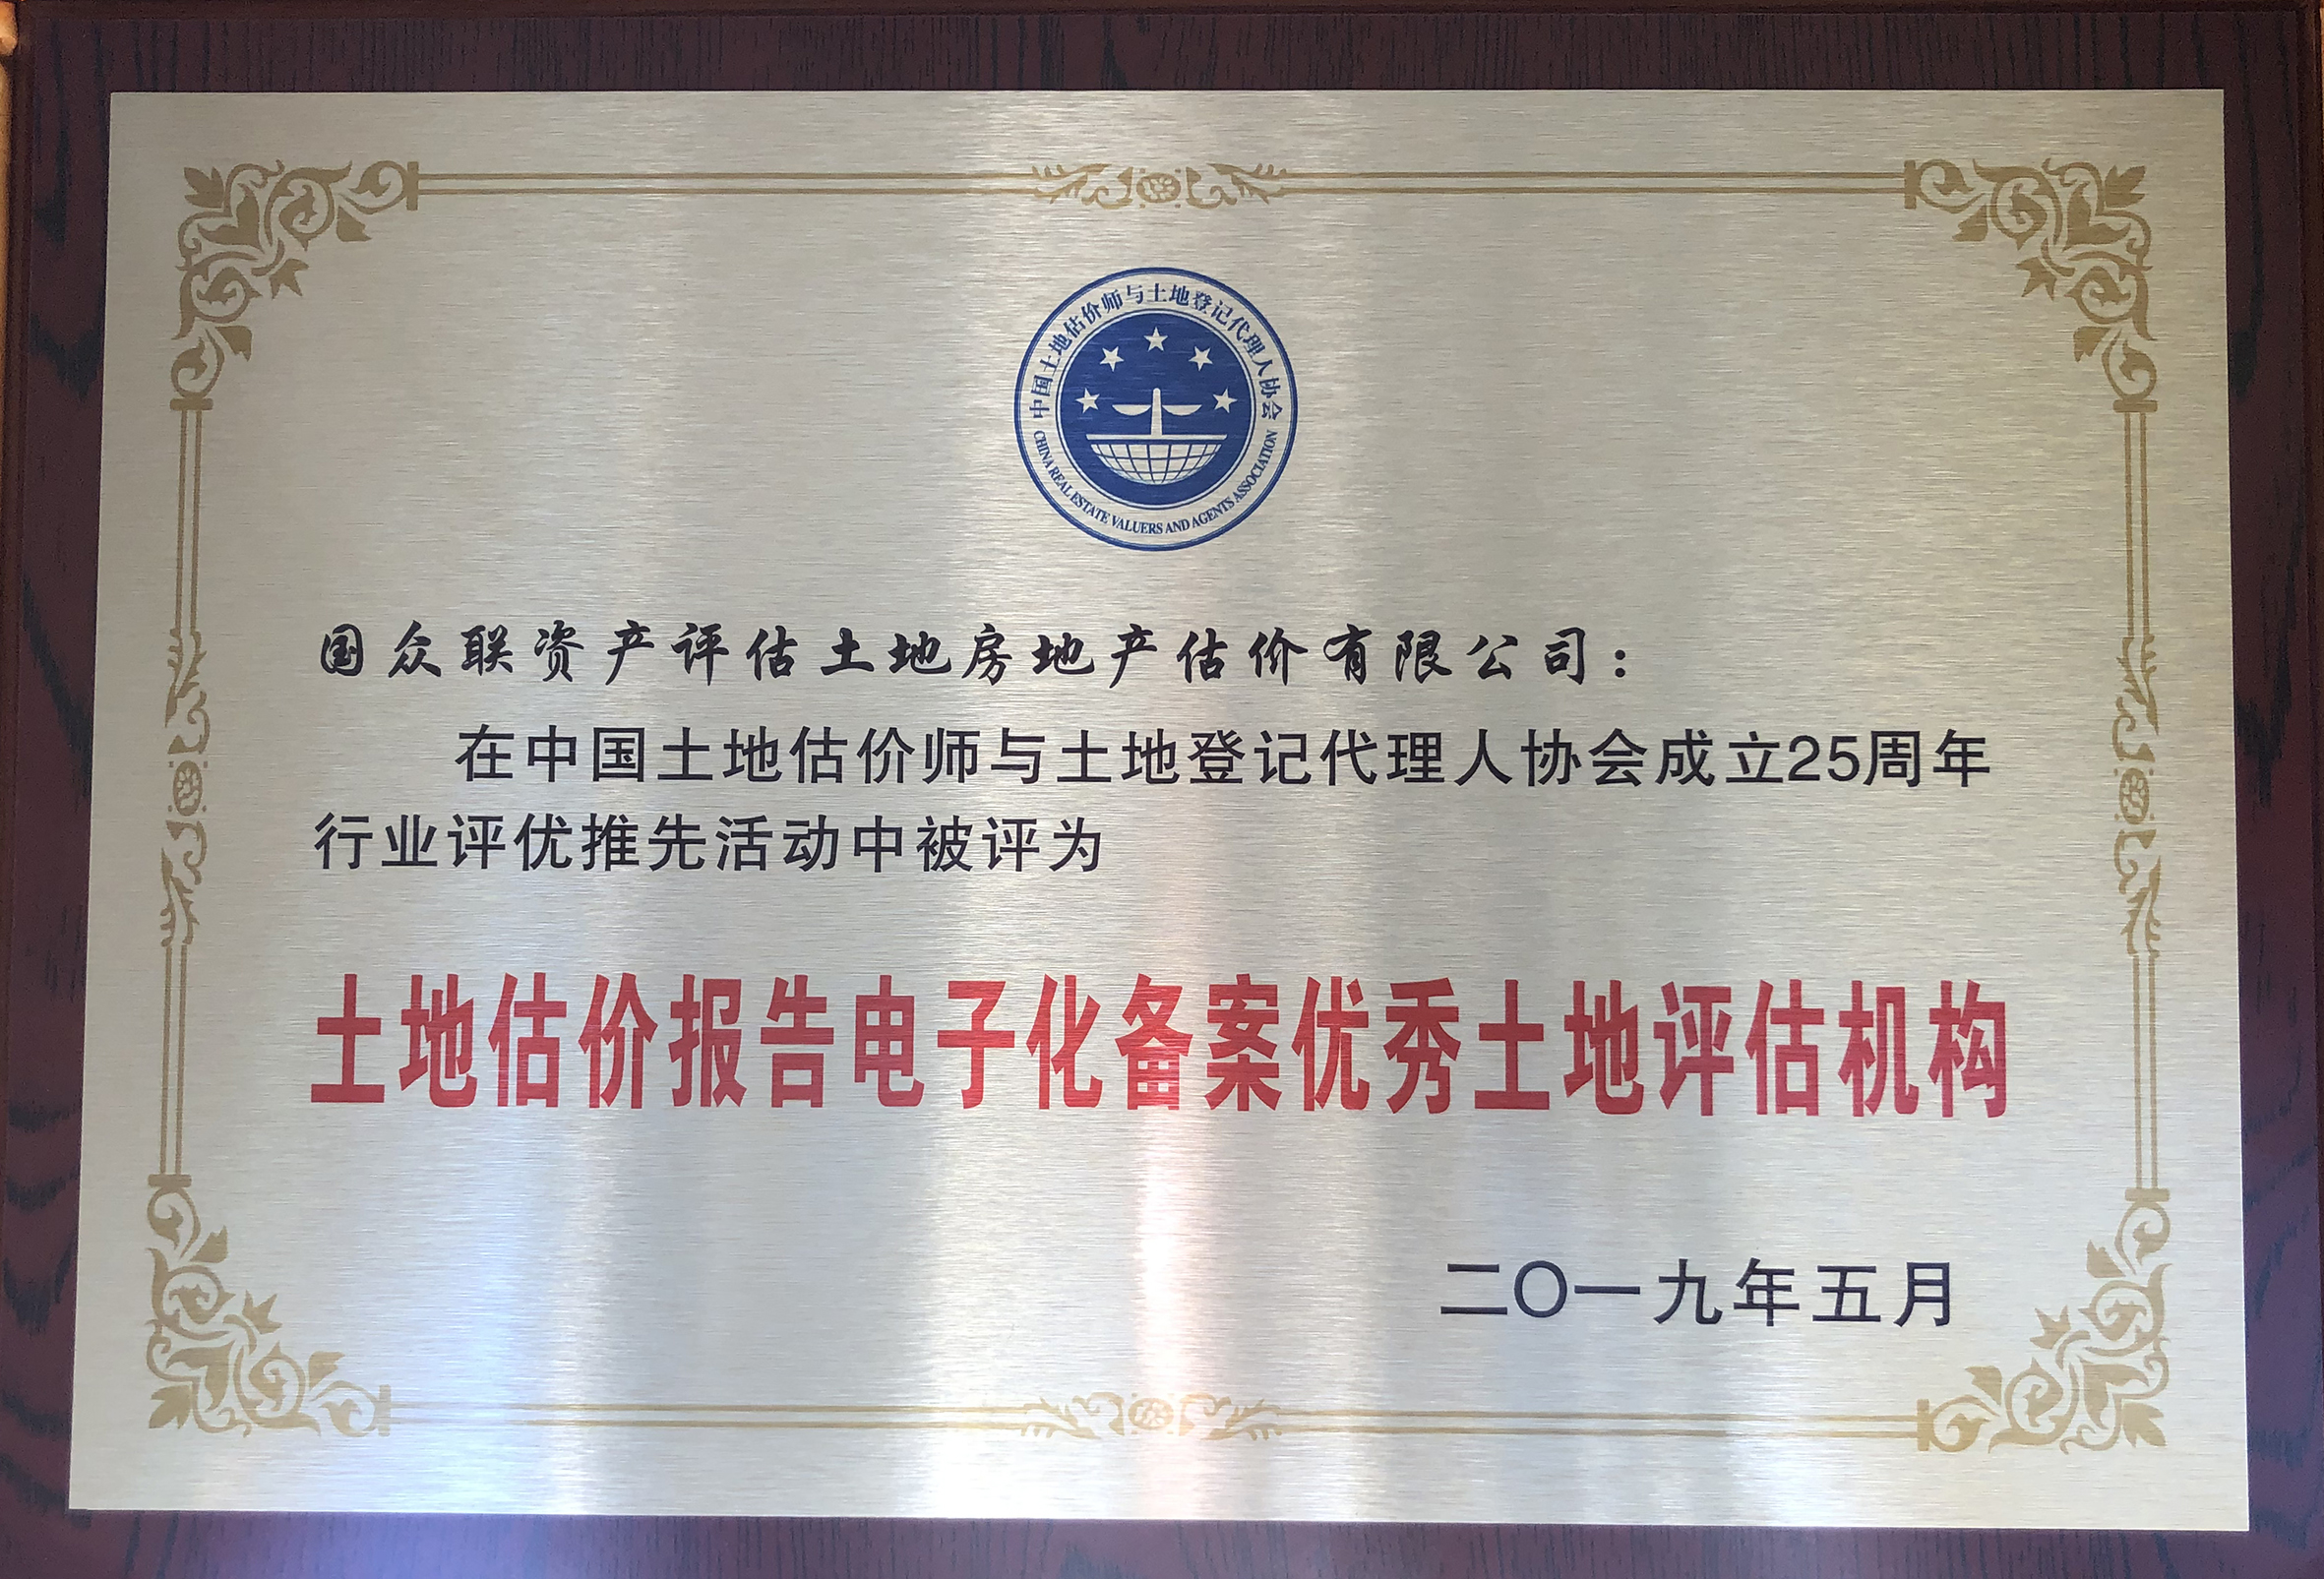 中国土地估价师与土地登记代理人协会
CHINA REAL ESTATE VALUERS AND AGENTS ASSOCIATION
国众联资产评估土地房地产估价有限公司：
在中国土地估价师与土地登记代理人协会成立25周年
行业评优推先活动中被评为
土地估价报告电子化备案优秀土地评估机构
二〇一九年五月